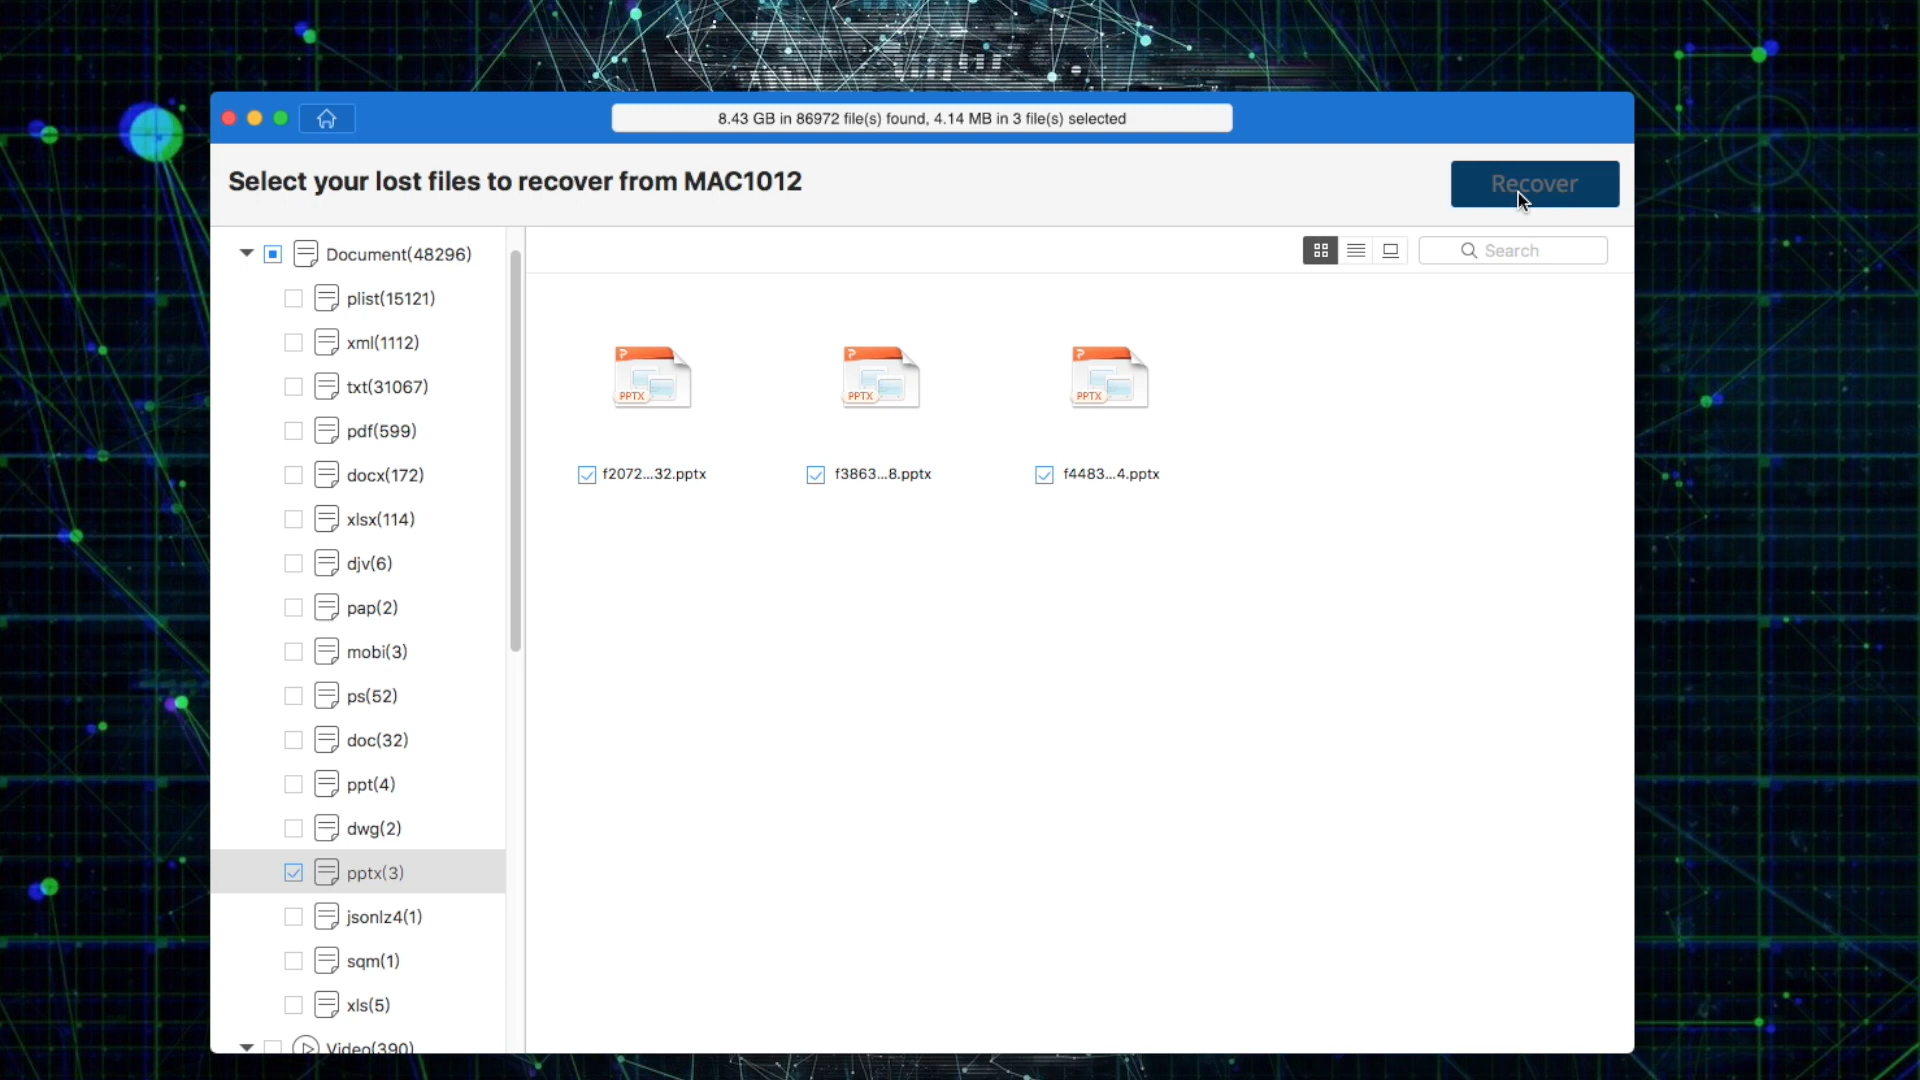 8.43 GB in 86972 file(s) found, 4.14 MB in 3 file(s) selected
Select your lost files to recover from MAC1012
Recover
Search
Document(48296)
plist(15121)
xml(1112)
txt(31067)
pdf(599)
docx(172)
xlsx(114)
djv(6)
pap(2)
mobi(3)
ps(52)
doc(32)
ppt(4)
dwg(2)
pptx(3)
jsonlz4(1)
sqm(1)
xls(5)
Video(390)
PPTX
PPTX
PPTX
f2072...32.pptx
f3863...8.pptx
f4483...4.pptx